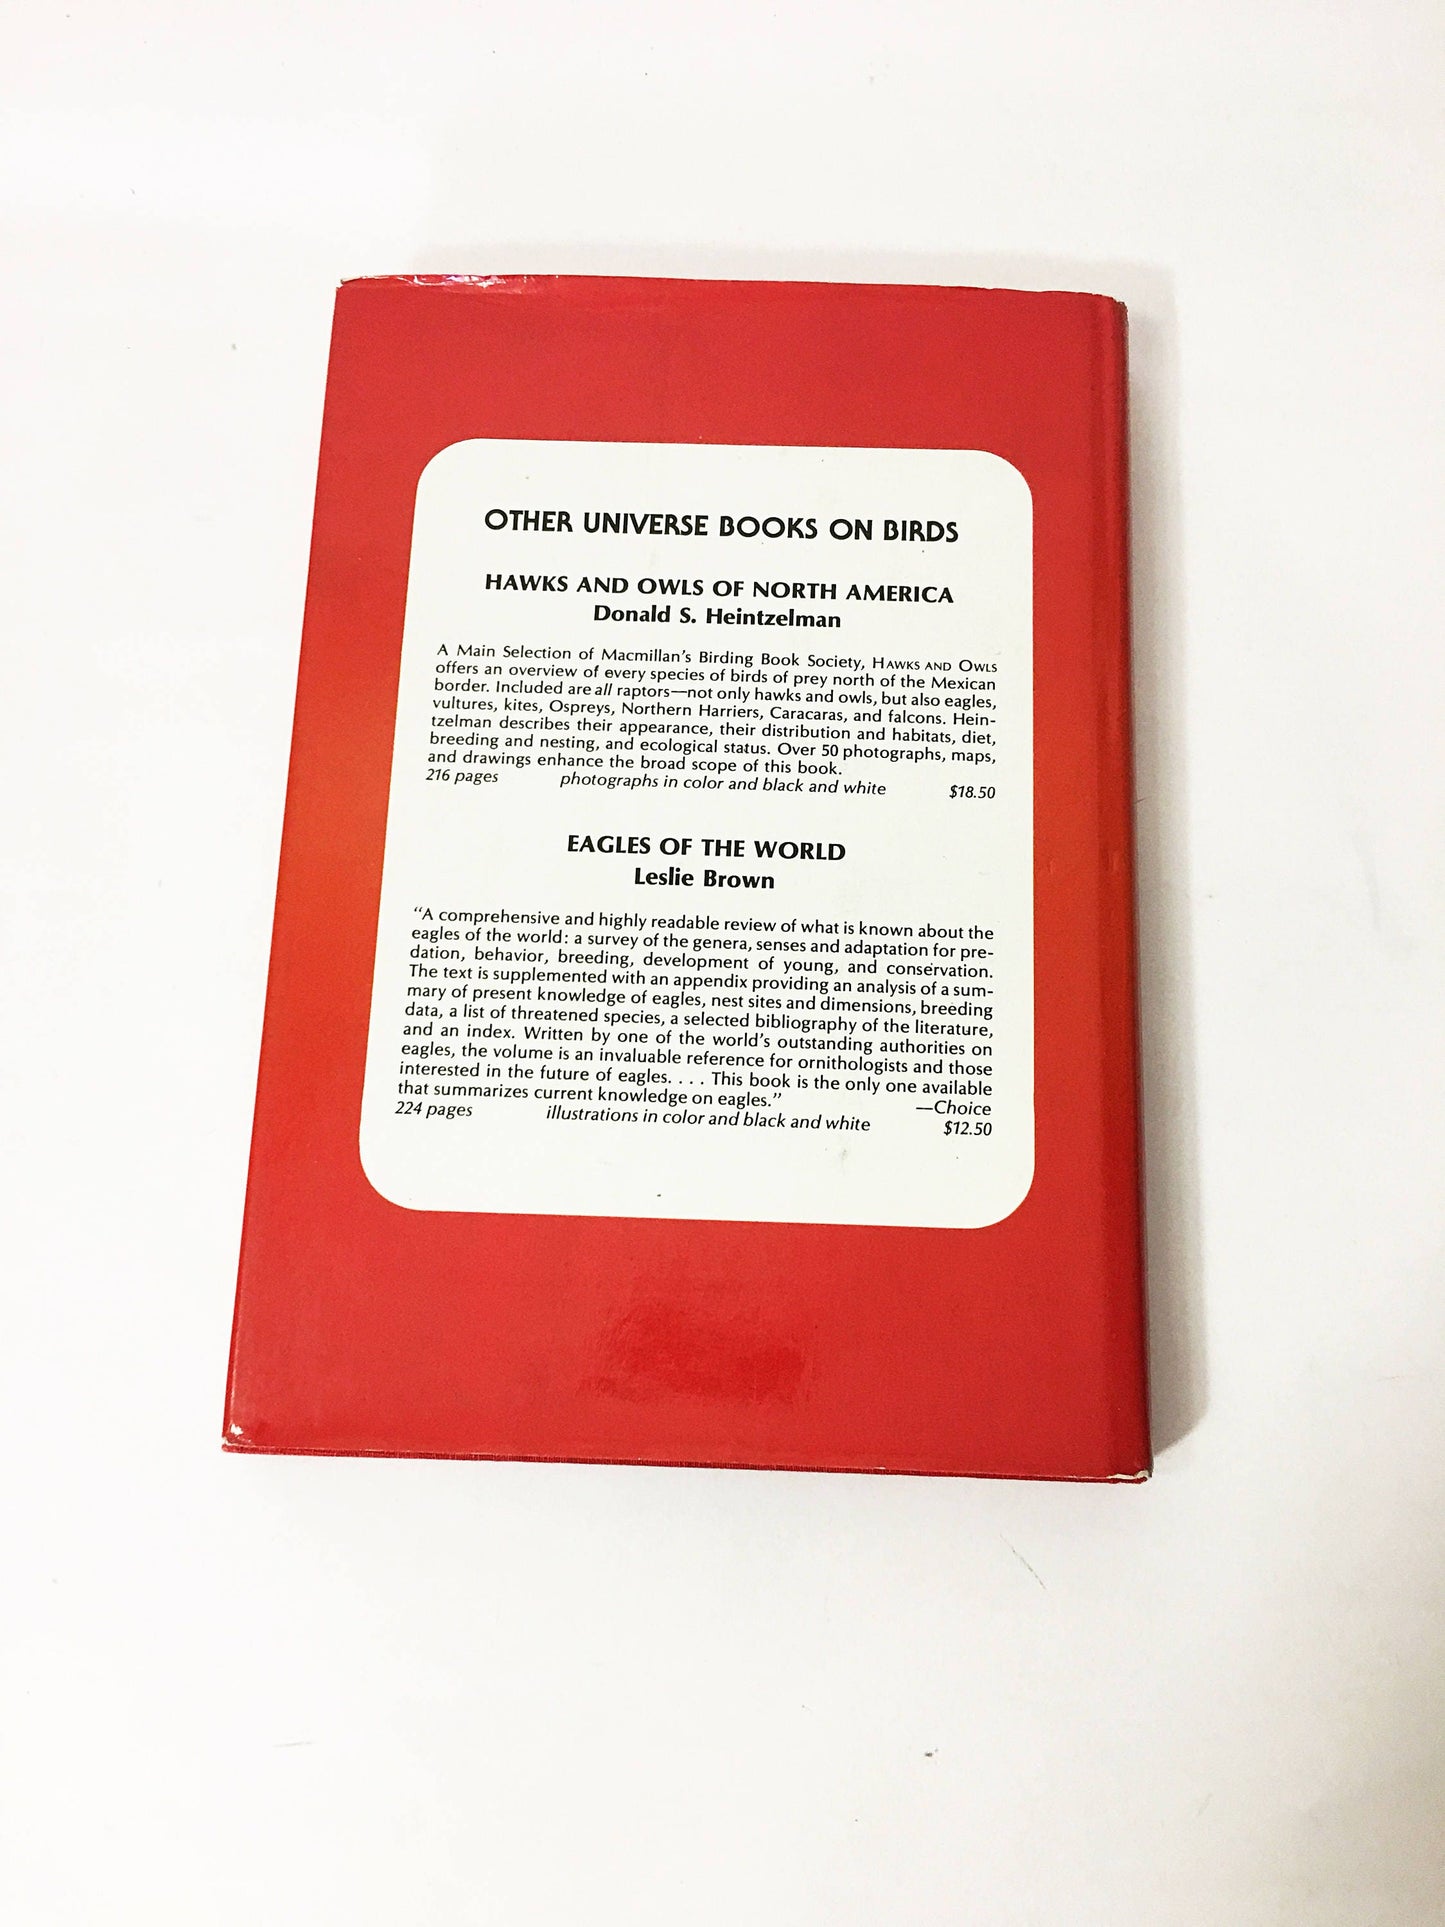 OTHER UNIVERSE BOOKS ON BIRDS
HAWKS AND OWLS OF NORTH AMERICA
Donald S. Heintzelman
A Main Selection of Macmillan's Birding Book Society, HAWKS AND OWLS
offers an overview of every species of birds of prey north of the Mexican
border. Included are all raptors—not only hawks and owls, but also eagles,
vultures, kites, Ospreys, Northern Harriers, Caracaras, and falcons. Hein-
tzelman describes their appearance, their distribution and habitats, diet,
breeding and nesting, and ecological status. Over 50 photographs, maps,
and drawings enhance the broad scope of this book.
216 pages photographs in color and black and white $18.50
EAGLES OF THE WORLD
Leslie Brown
"A comprehensive and highly readable review of what is known about the
eagles of the world: a survey of the genera, senses and adaptation for pre-
dation, behavior, breeding, development of young, and conservation.
The text is supplemented with an appendix providing an analysis of a sum-
mary of present knowledge of eagles, nest sites and dimensions, breeding
data, a list of threatened species, a selected bibliography of the literature,
and an index. Written by one of the world's outstanding authorities on
eagles, the volume is an invaluable reference for ornithologists and those
interested in the future of eagles. . . . This book is the only one available
that summarizes current knowledge on eagles." —Choice
224 pages illustrations in color and black and white $12.50